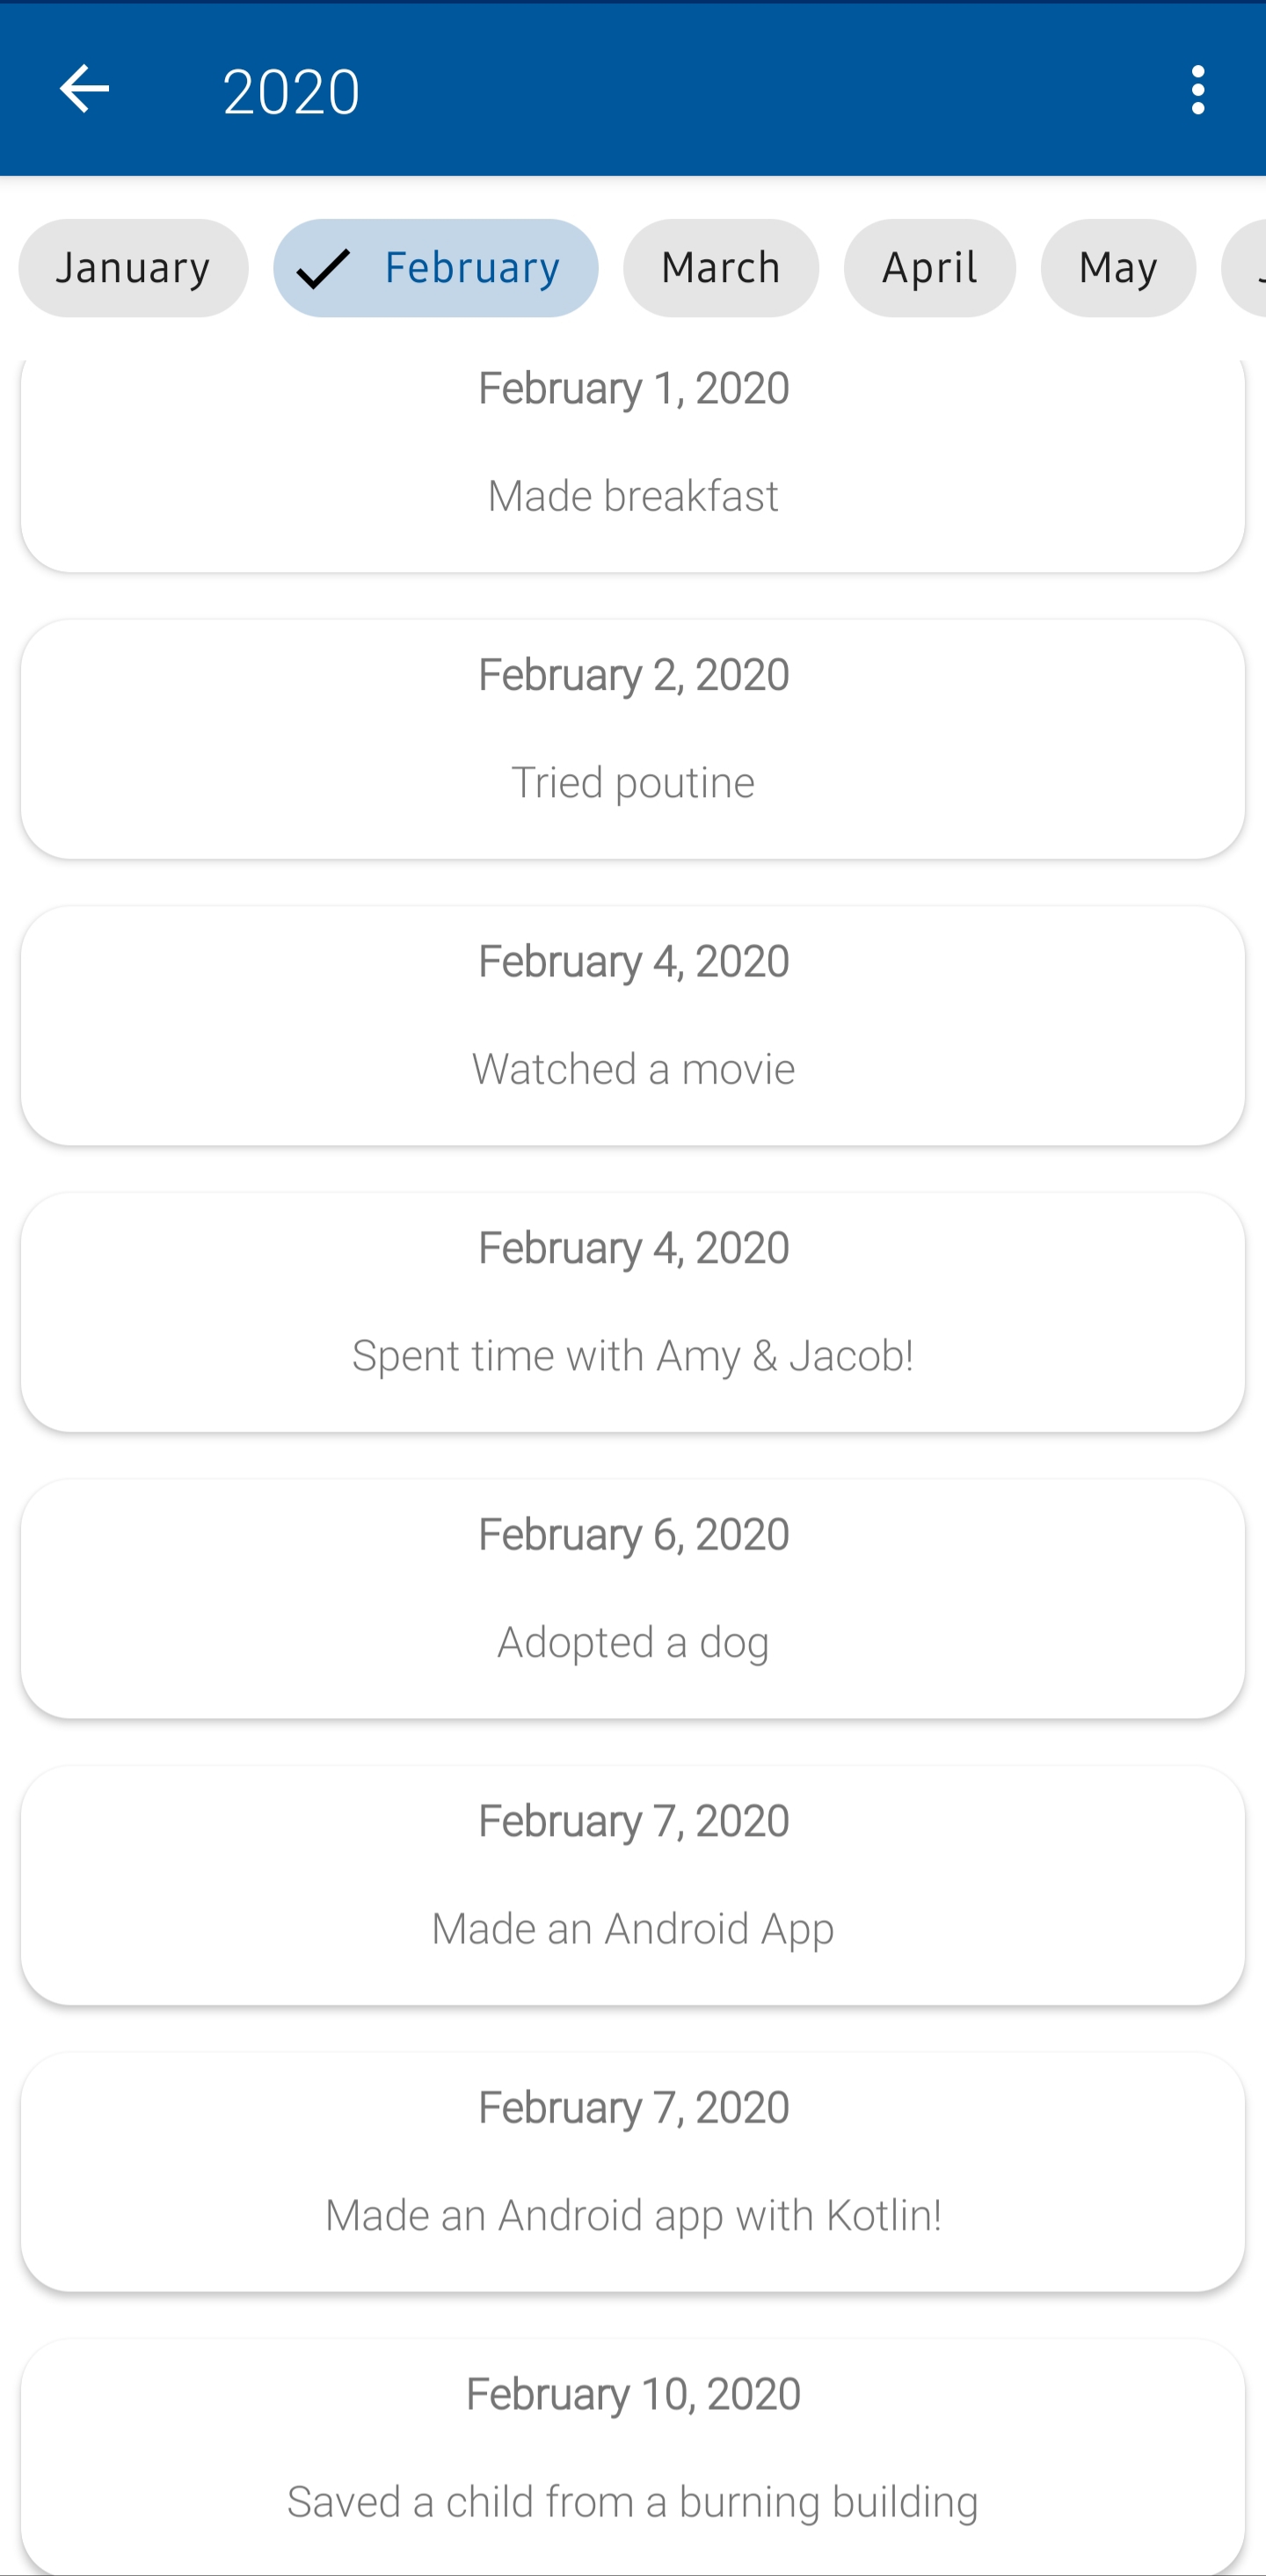 2020
January
February
March
April
May
February 1, 2020
Made breakfast
February 2, 2020
Tried poutine
February 4, 2020
Watched a movie
February 4, 2020
Spent time with Amy & Jacob!
February 6, 2020
Adopted a dog
February 7, 2020
Made an Android App
February 7, 2020
Made an Android app with Kotlin!
February 10, 2020
Saved a child from a burning building